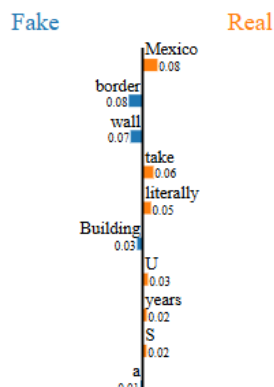 Fake Real
Mexico
0.08
border
0.08
wall
0.07
take
0.06
literally
0.05
Building
0.03
U
0.03
years
0.02
S
0.02
a